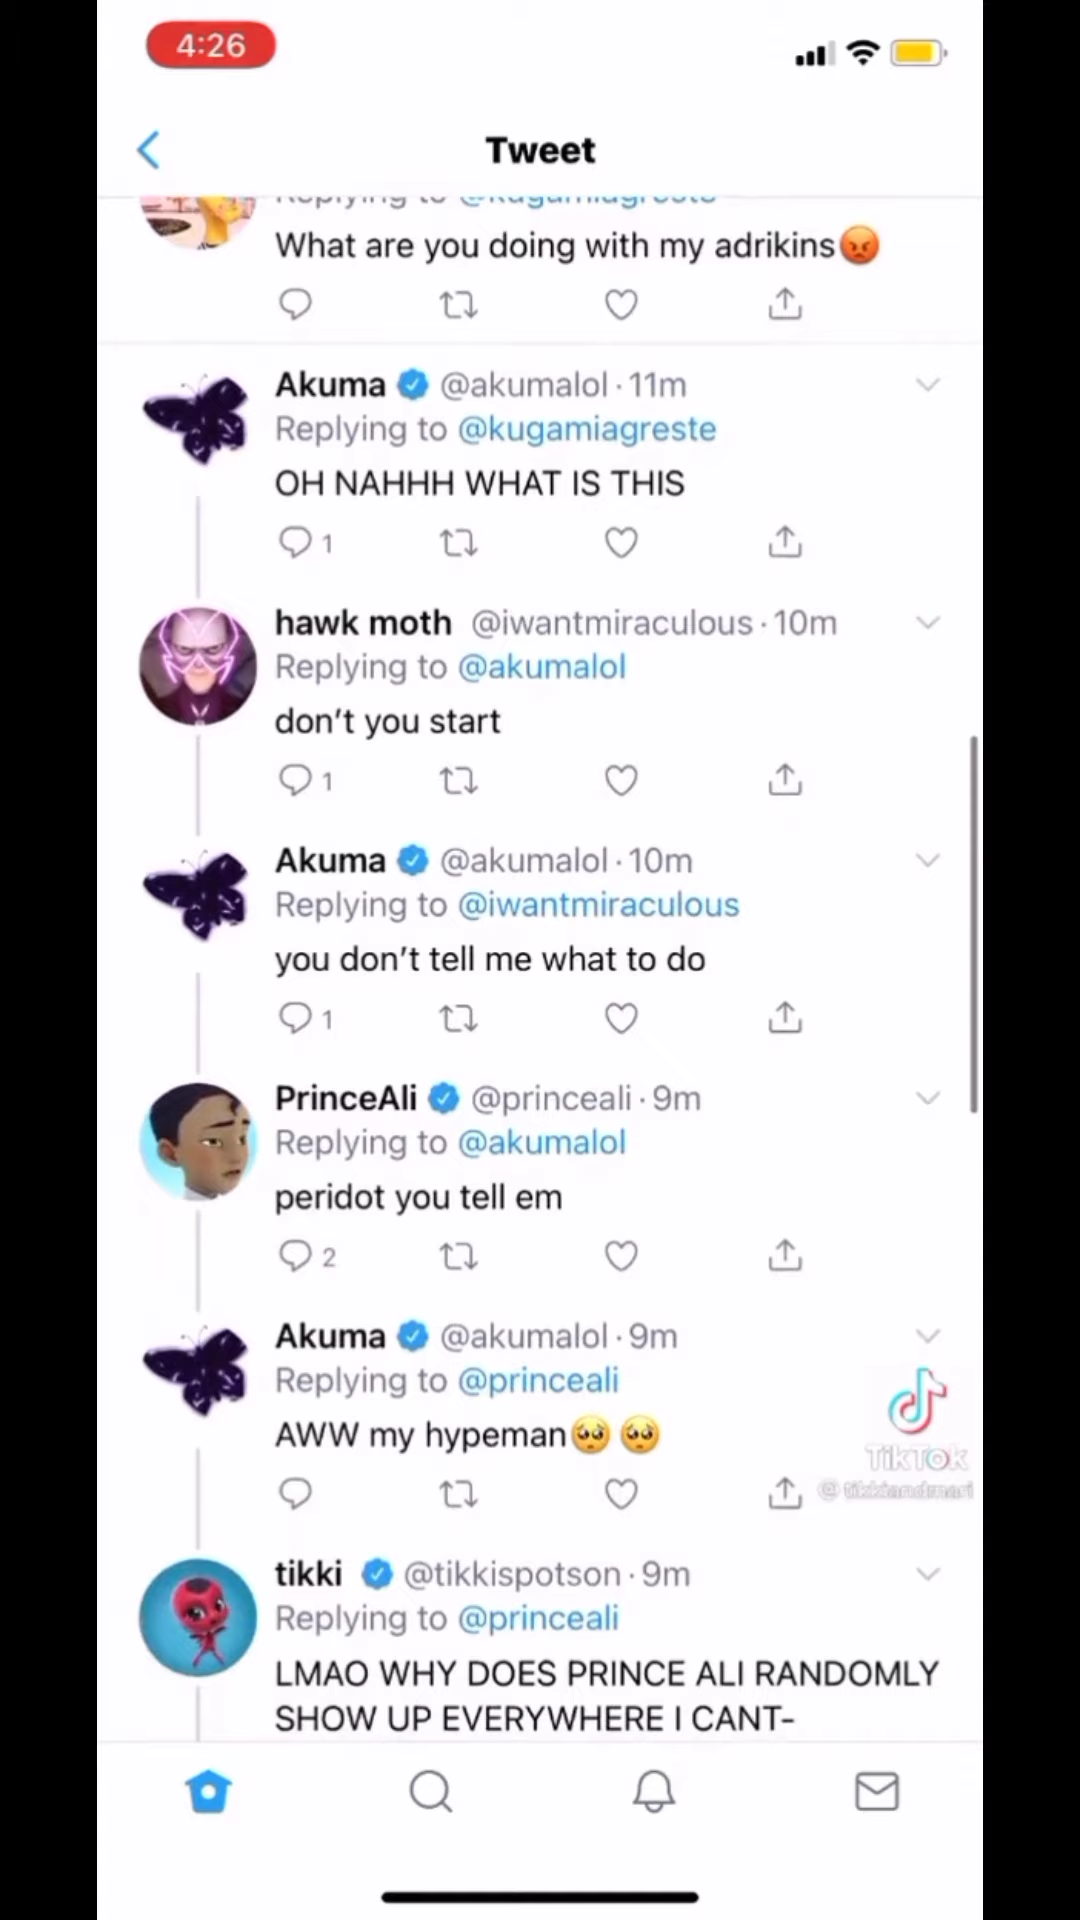 4:26
Tweet
Replying to @kugamiagreste
What are you doing with my adrikins😡
Akuma @akumalol · 11m
Replying to @kugamiagreste
OH NAHHH WHAT IS THIS
1
hawk moth @iwantmiraculous · 10m
Replying to @akumalol
don't you start
1
Akuma @akumalol · 10m
Replying to @iwantmiraculous
you don't tell me what to do
1
PrinceAli @princeali · 9m
Replying to @akumalol
peridot you tell em
2
Akuma @akumalol · 9m
Replying to @princeali
AWW my hypeman🥺 🥺
TikTok
@tikkiandmari
tikki @tikkispotson · 9m
Replying to @princeali
LMAO WHY DOES PRINCE ALI RANDOMLY
SHOW UP EVERYWHERE I CANT-